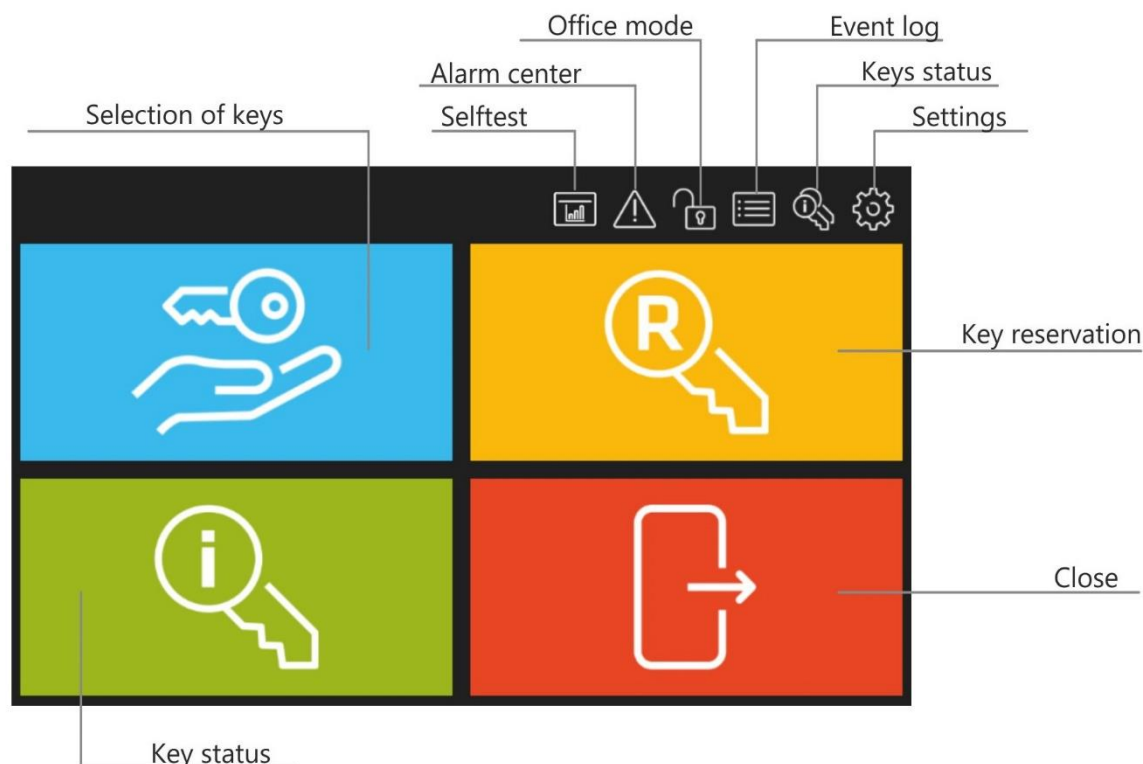 Office mode
Event log
Alarm center
Keys status
Selection of keys
Selftest
Settings
R
Key reservation
i
Close
Key status